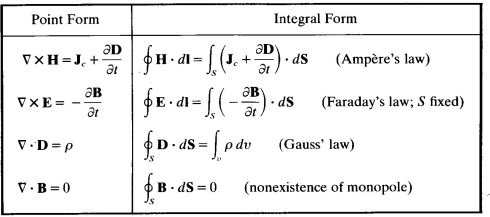 Point Form Integral Form
∇ × H = J_c + ∂D/∂t ∮ H · dl = ∫_S (J_c + ∂D/∂t) · dS (Ampère's law)
∇ × E = −∂B/∂t ∮ E · dl = ∫_S (−∂B/∂t) · dS (Faraday's law; S fixed)
∇ · D = ρ ∮_S D · dS = ∫_v ρ dv (Gauss' law)
∇ · B = 0 ∮_S B · dS = 0 (nonexistence of monopole)